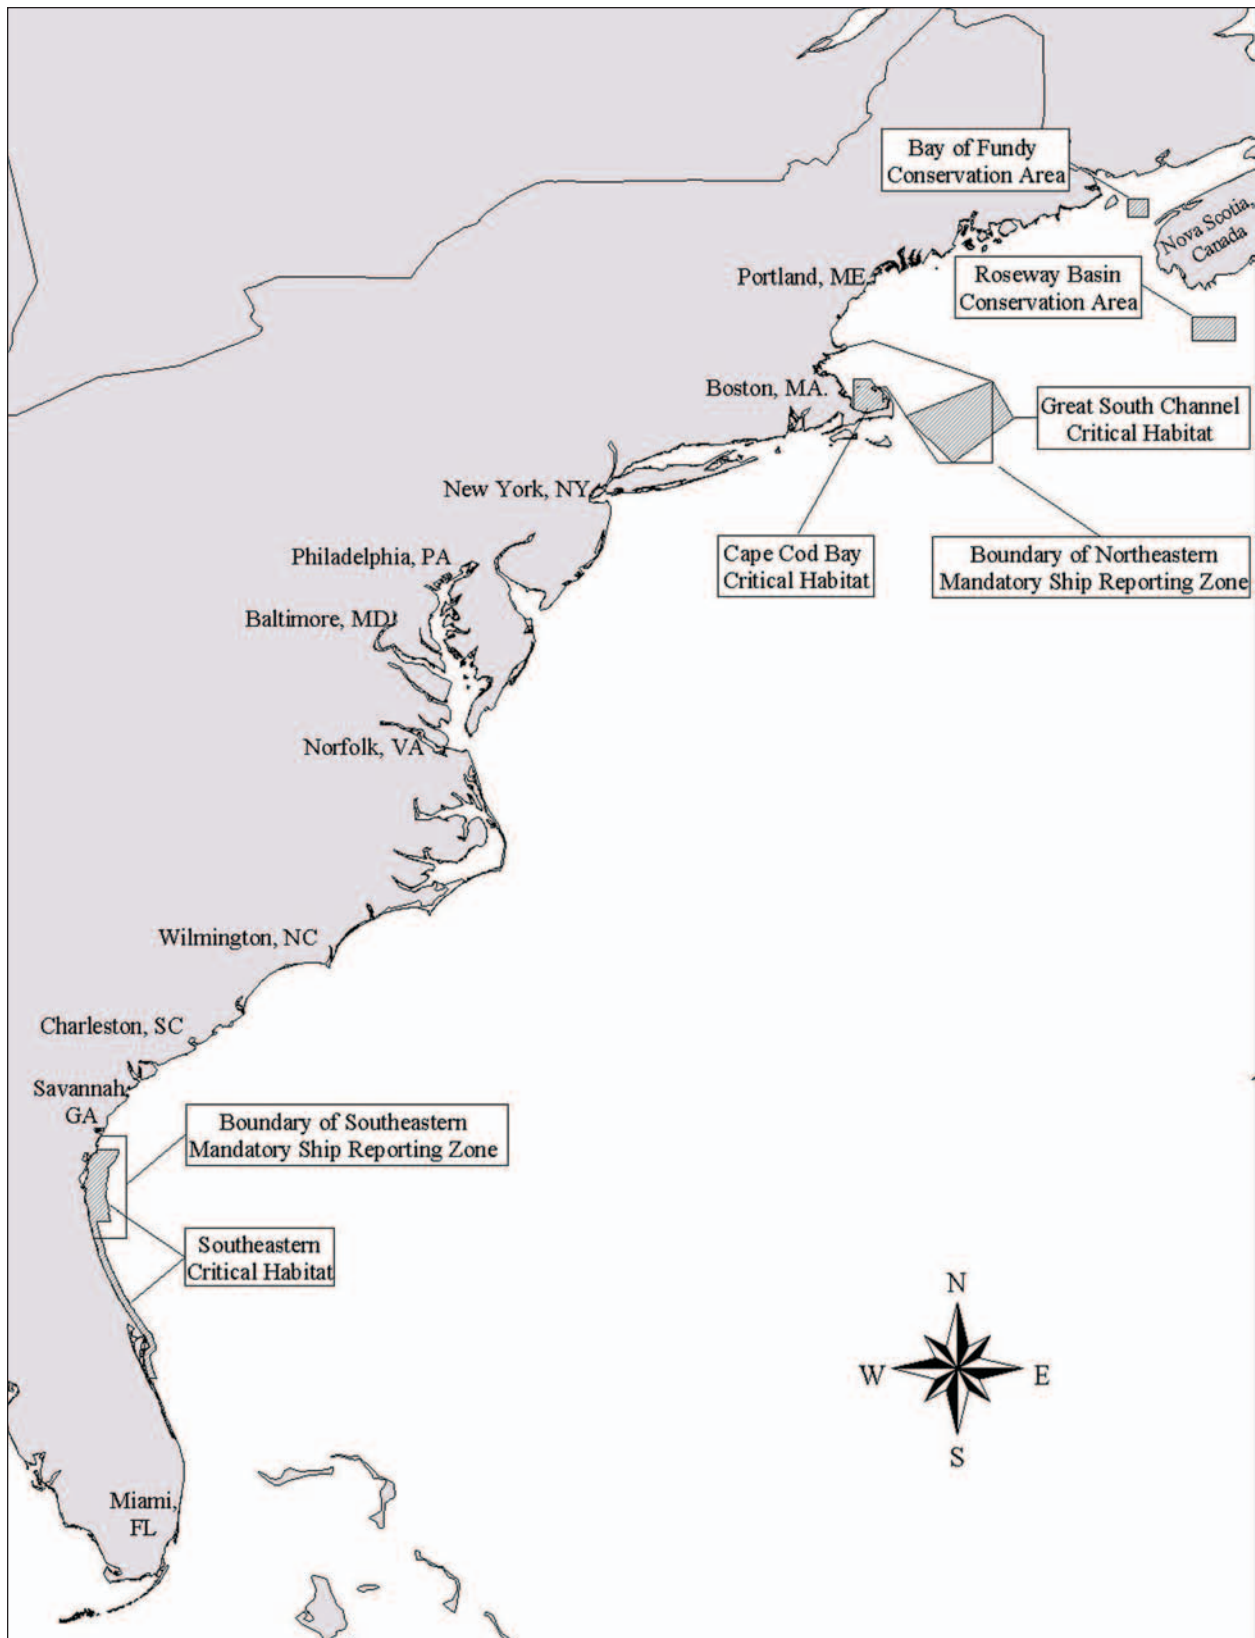 Bay of Fundy
Conservation Area
Nova Scotia,
Canada
Portland, ME
Roseway Basin
Conservation Area
Boston, MA.
Great South Channel
Critical Habitat
New York, NY
Cape Cod Bay
Critical Habitat
Boundary of Northeastern
Mandatory Ship Reporting Zone
Philadelphia, PA
Baltimore, MD
Norfolk, VA
Wilmington, NC
Charleston, SC
Savannah,
GA
Boundary of Southeastern
Mandatory Ship Reporting Zone
Southeastern
Critical Habitat
N
W
E
S
Miami,
FL